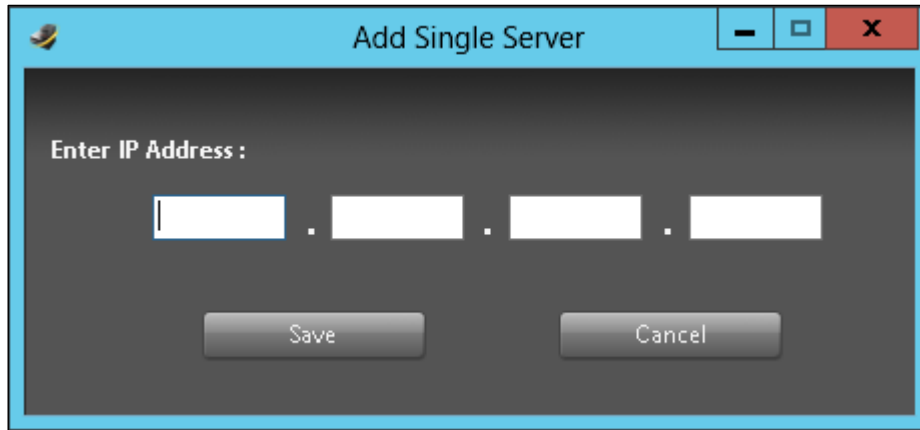 Add Single Server
Enter IP Address :
. . .
Save Cancel